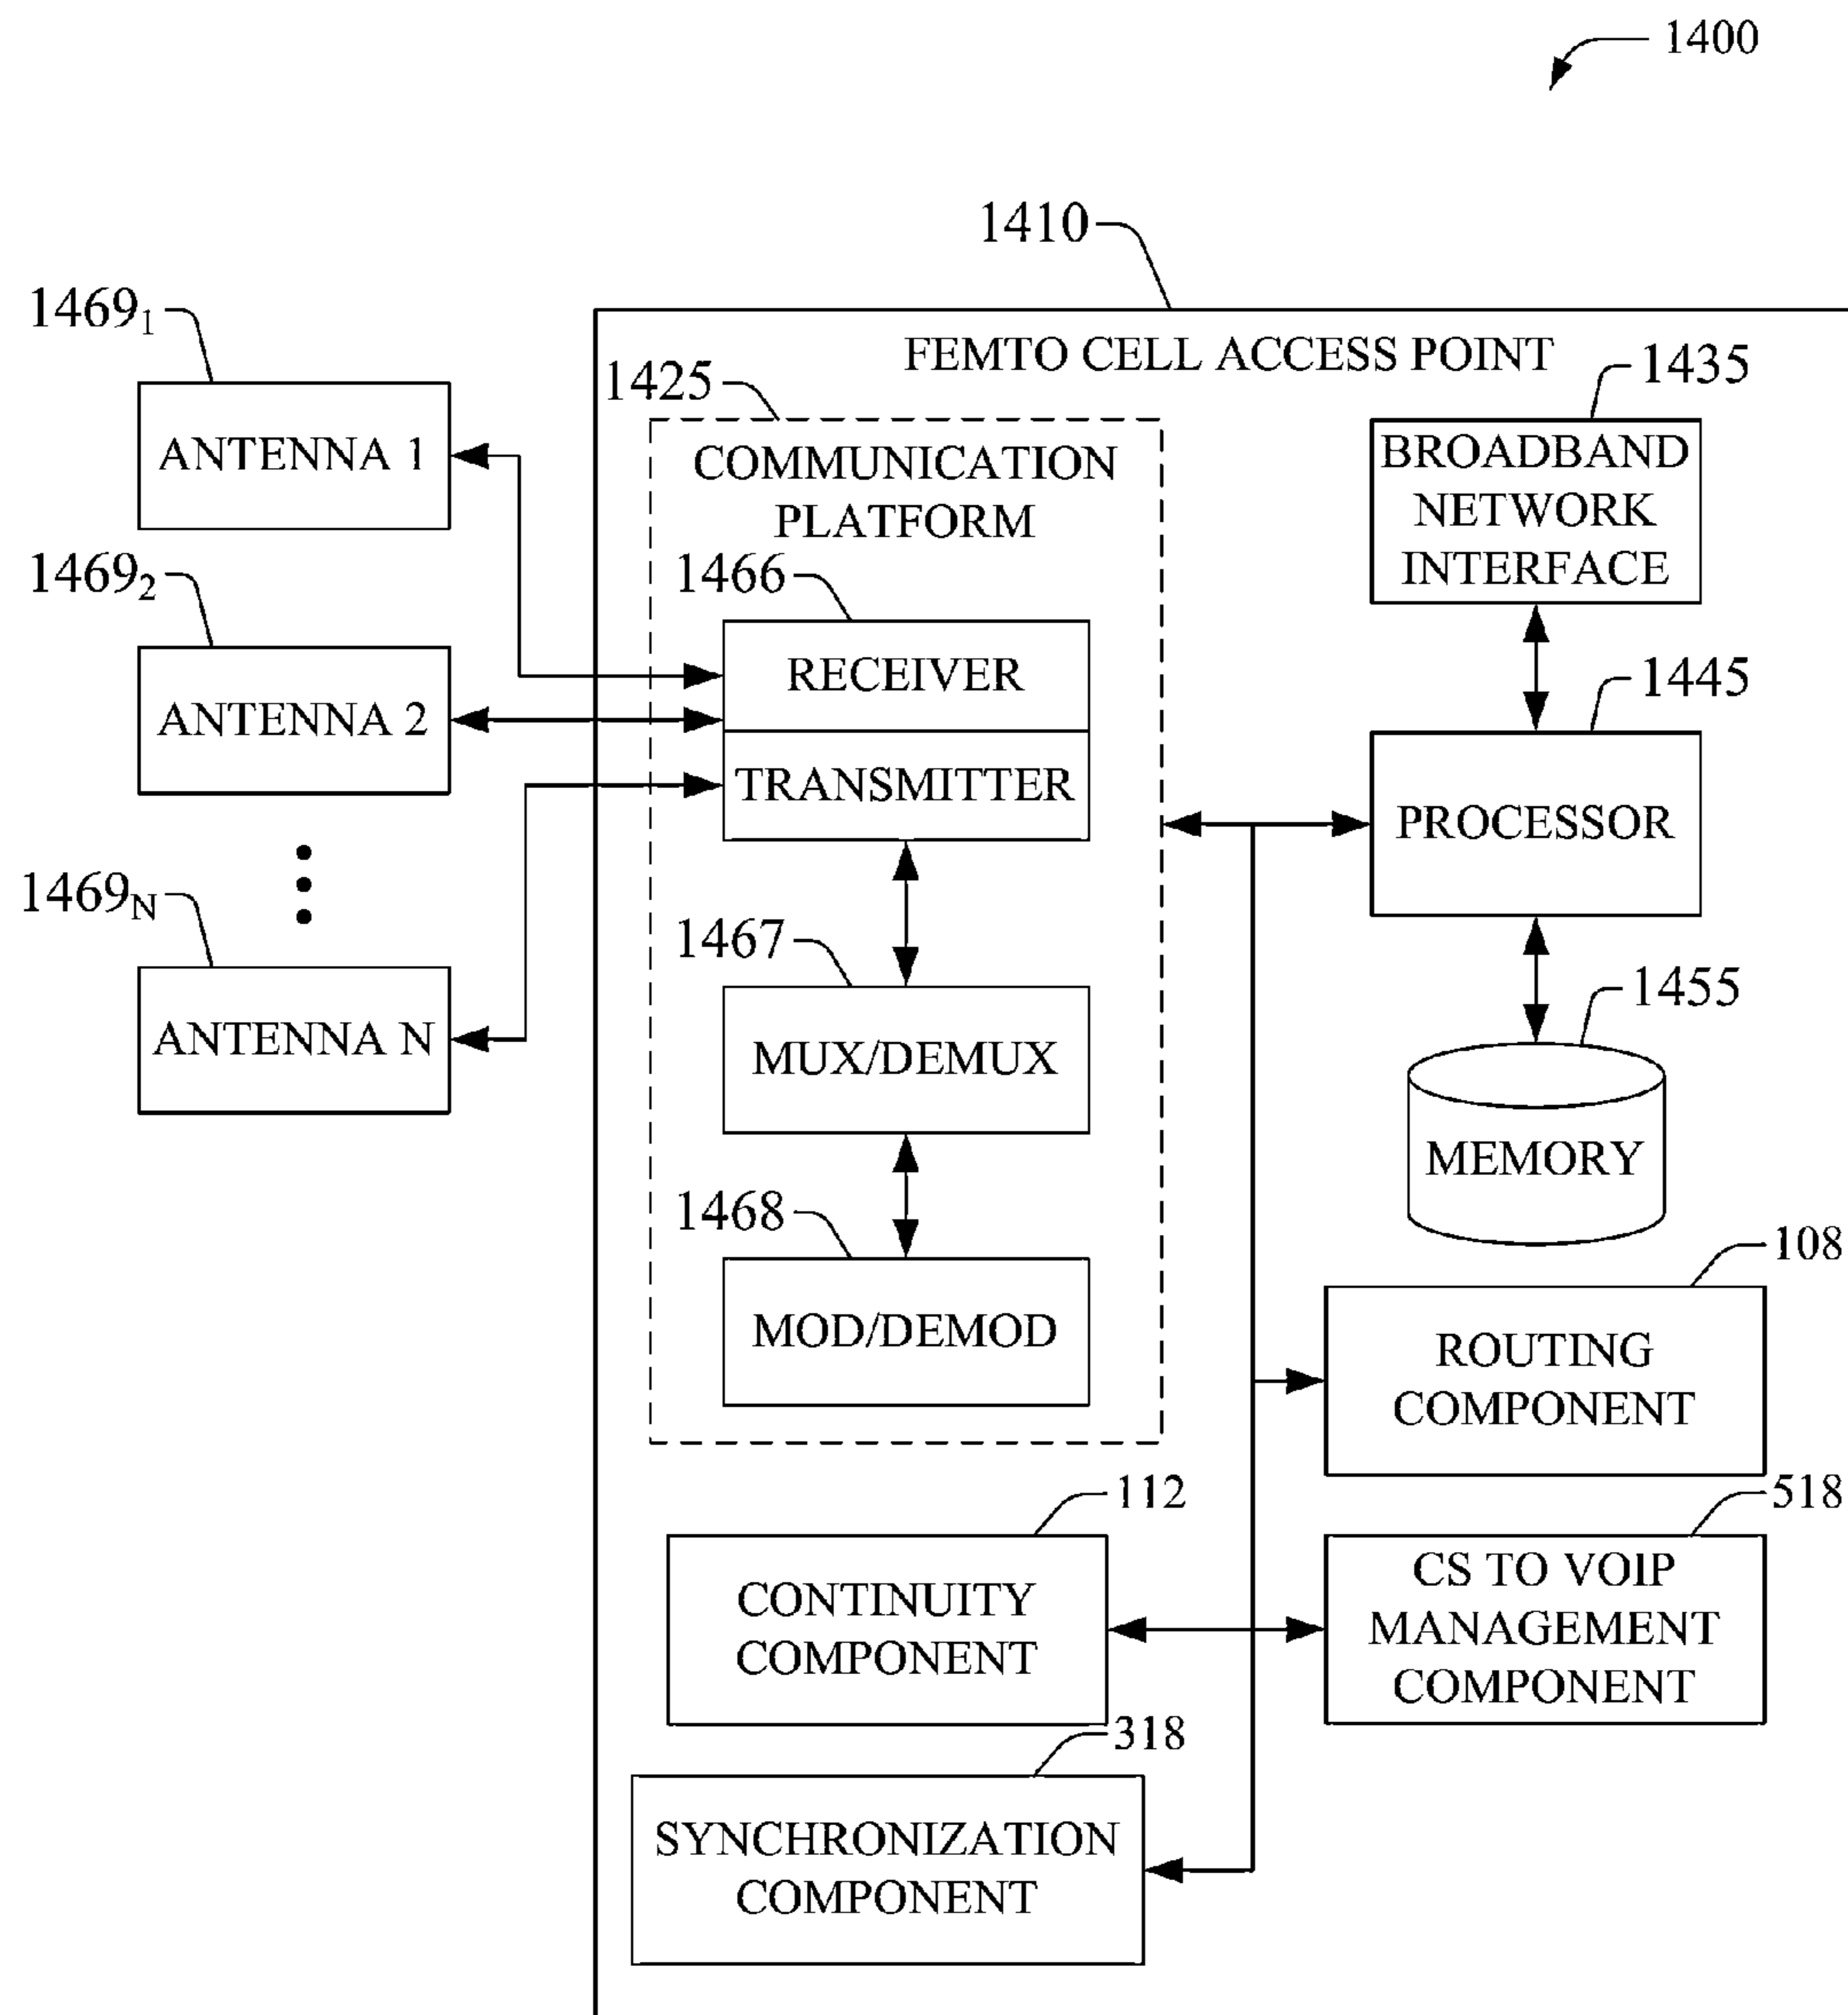 1400
1410
FEMTO CELL ACCESS POINT
1469₁
ANTENNA 1
1469₂
ANTENNA 2
1469N
ANTENNA N
1425
COMMUNICATION
PLATFORM
1466
RECEIVER
TRANSMITTER
1467
MUX/DEMUX
1468
MOD/DEMOD
1435
BROADBAND
NETWORK
INTERFACE
1445
PROCESSOR
1455
MEMORY
108
ROUTING
COMPONENT
112
CONTINUITY
COMPONENT
518
CS TO VOIP
MANAGEMENT
COMPONENT
318
SYNCHRONIZATION
COMPONENT